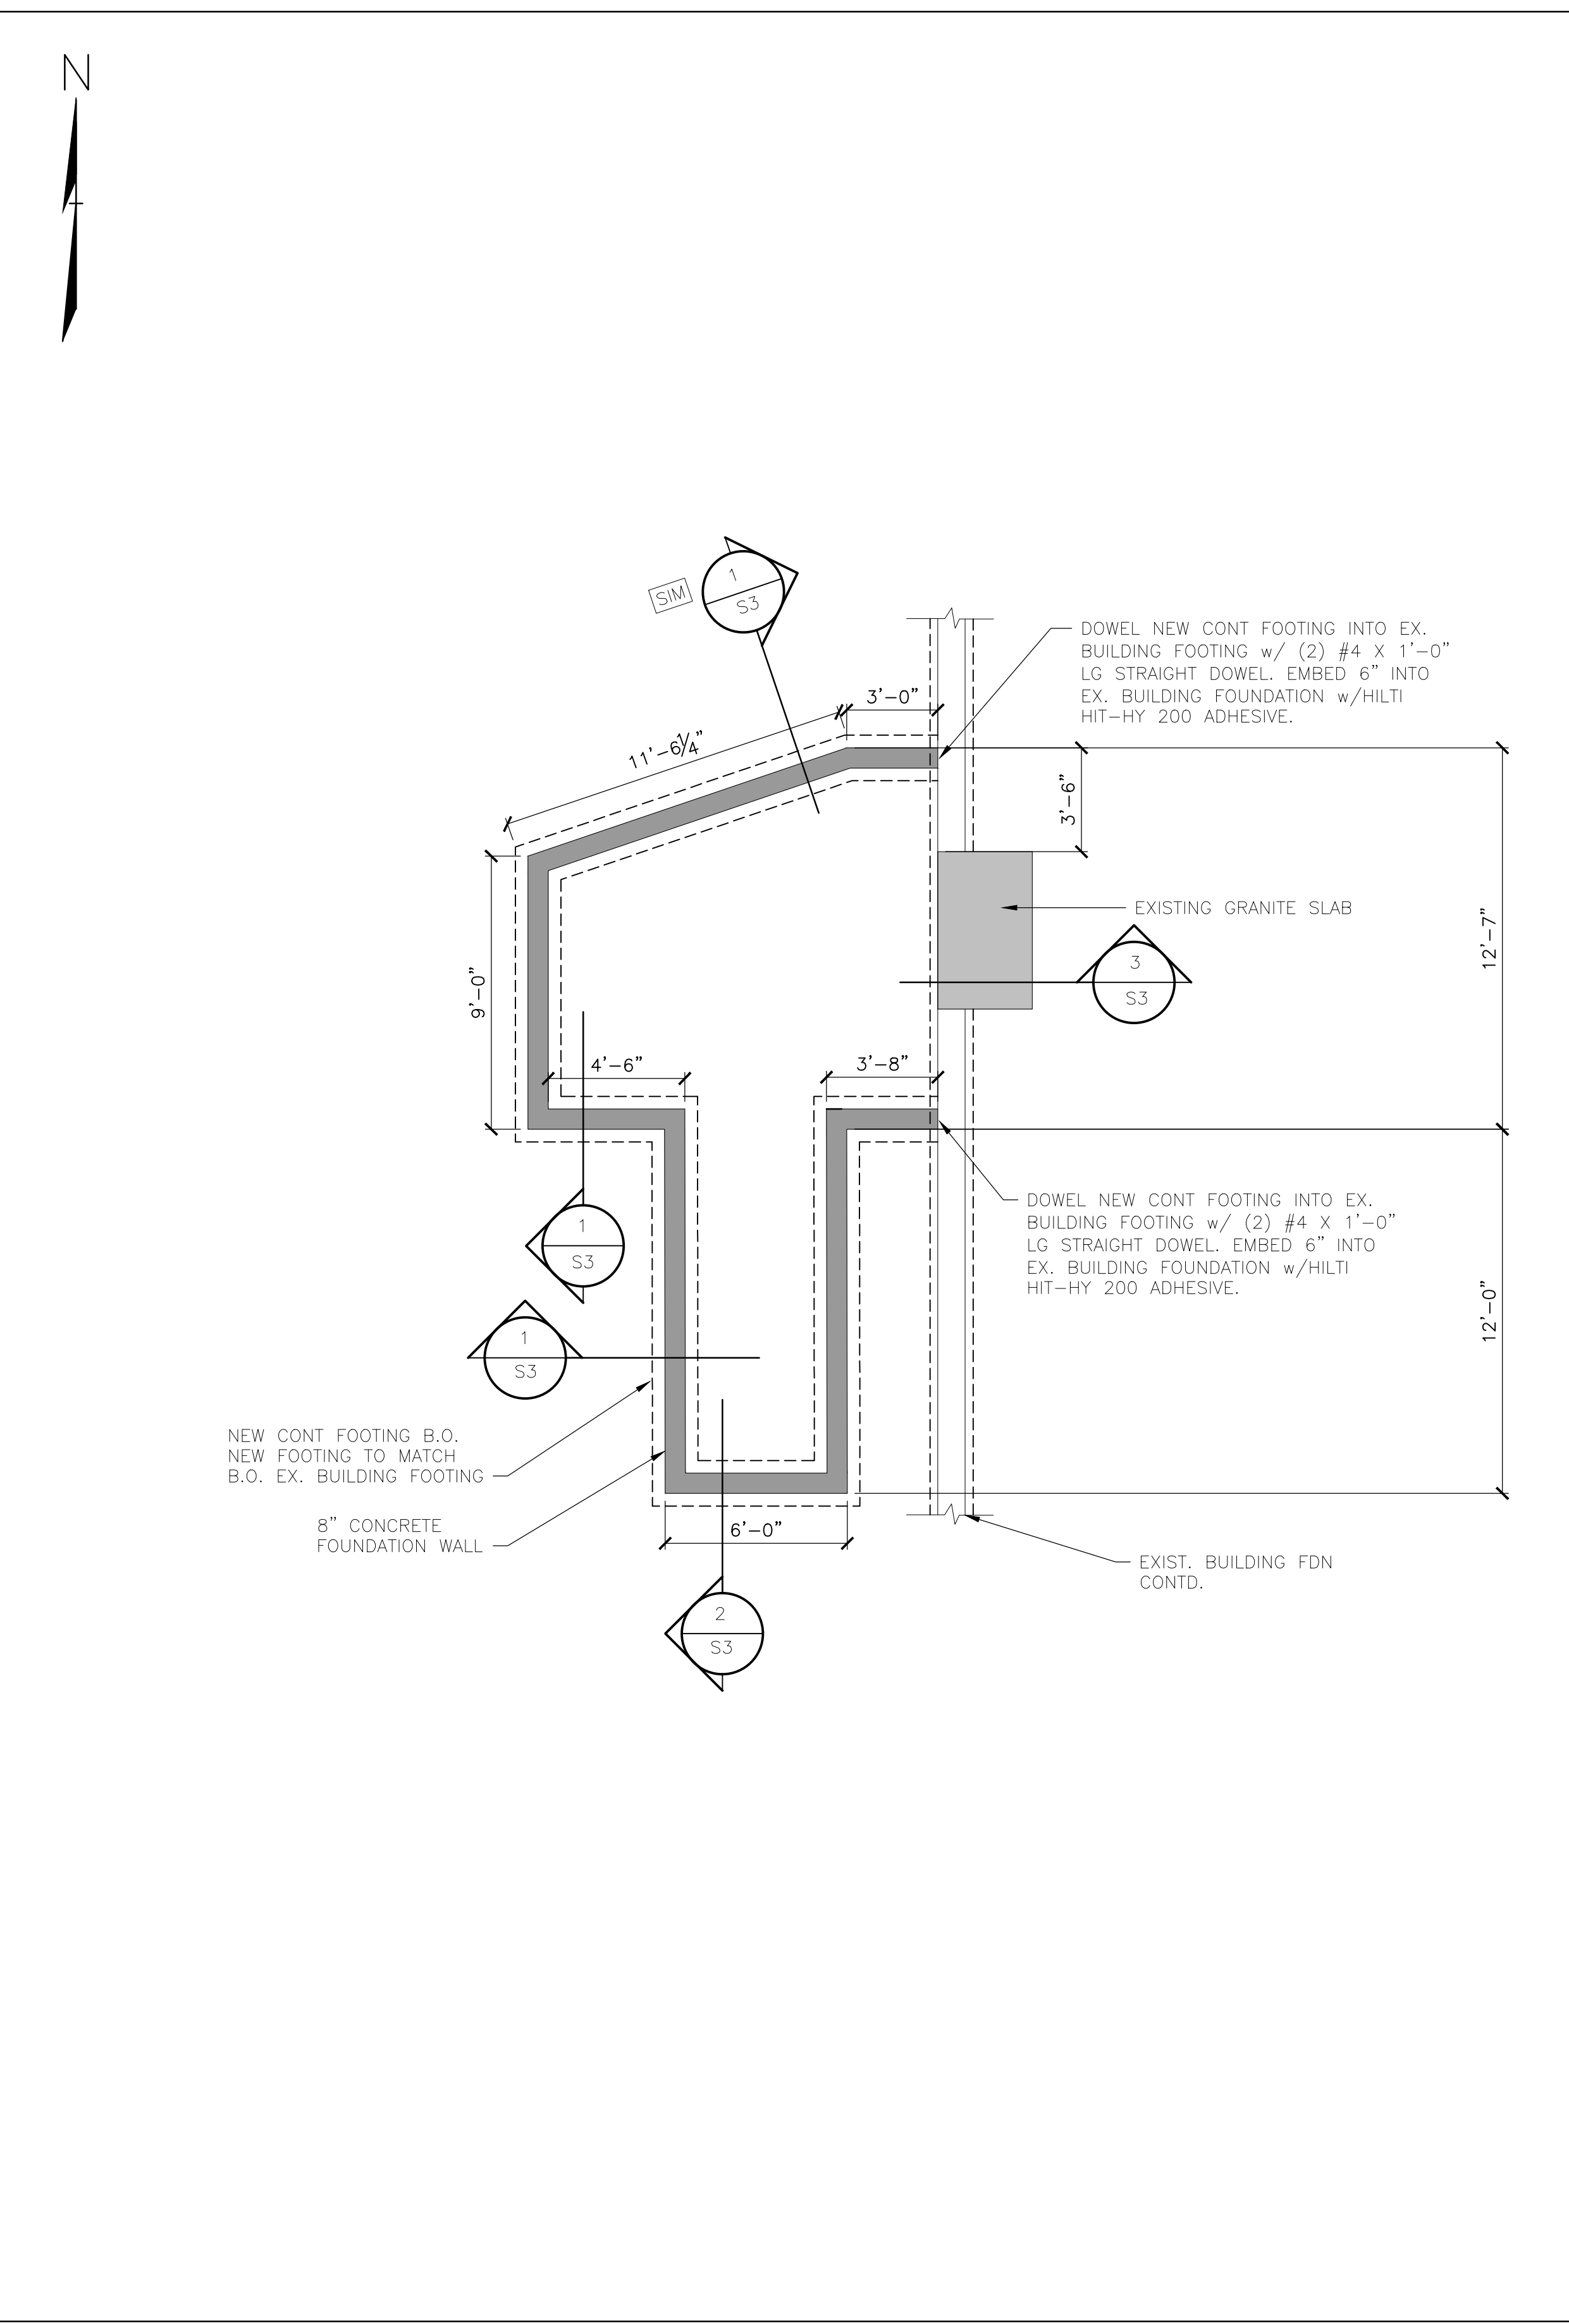 N
1
S3
SIM
DOWEL NEW CONT FOOTING INTO EX.
BUILDING FOOTING w/ (2) #4 X 1'-0"
LG STRAIGHT DOWEL. EMBED 6" INTO
EX. BUILDING FOUNDATION w/HILTI
HIT-HY 200 ADHESIVE.
3'-0"
11'-6¼"
3'-6"
EXISTING GRANITE SLAB
12'-7"
3
S3
9'-0"
4'-6"
3'-8"
DOWEL NEW CONT FOOTING INTO EX.
BUILDING FOOTING w/ (2) #4 X 1'-0"
LG STRAIGHT DOWEL. EMBED 6" INTO
EX. BUILDING FOUNDATION w/HILTI
HIT-HY 200 ADHESIVE.
1
S3
12'-0"
1
S3
NEW CONT FOOTING B.O.
NEW FOOTING TO MATCH
B.O. EX. BUILDING FOOTING
8" CONCRETE
FOUNDATION WALL
6'-0"
EXIST. BUILDING FDN
CONTD.
2
S3